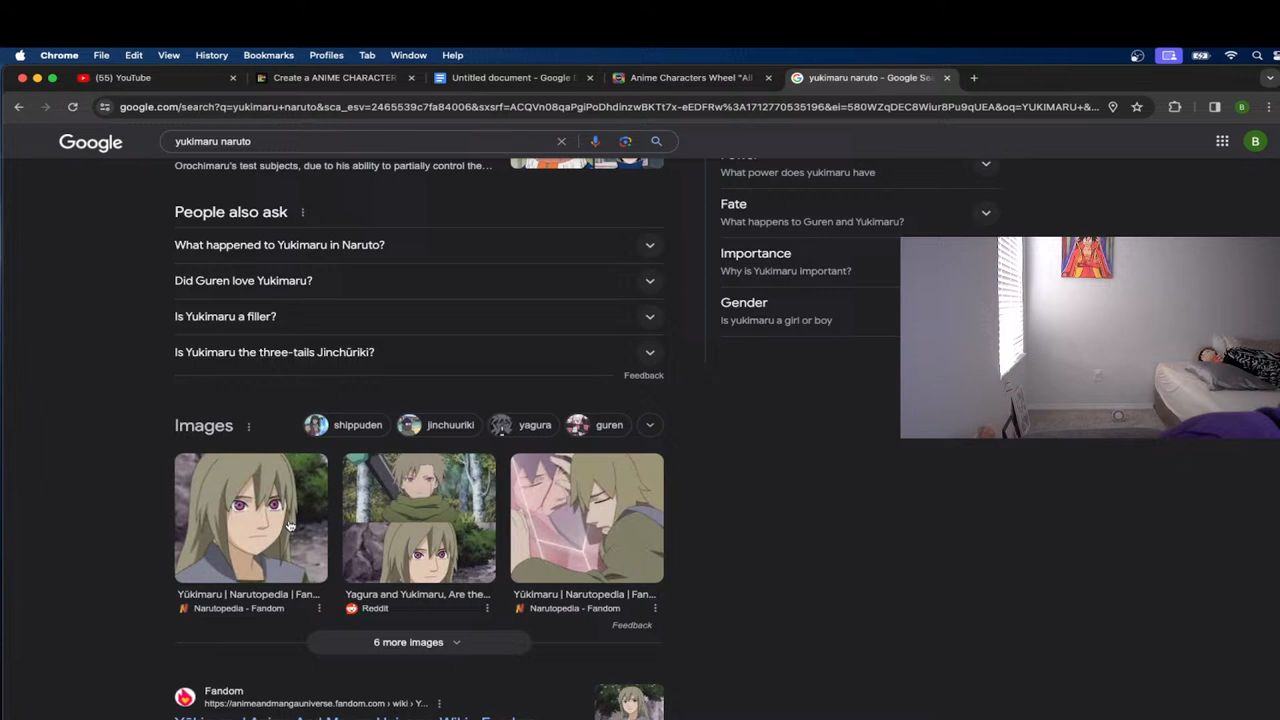 Chrome File Edit View History Bookmarks Profiles Tab Window Help
(55) YouTube
Create a ANIME CHARACTER
Untitled document - Google
Anime Characters Wheel "All
yukimaru naruto - Google Sea
google.com/search?q=yukimaru+naruto&sca_esv=2465539c7fa84006&sxsrf=ACQVn08qaPgiPoDhdinzwBKTt7x-eEDFRw%3A1712770535196&ei=580WZqDEC8Wiur8Pu9qUEA&oq=YUKIMARU+&...
B
Google
yukimaru naruto
B
Orochimaru's test subjects, due to his ability to partially control the...
What power does yukimaru have
People also ask
Fate
What happens to Guren and Yukimaru?
What happened to Yukimaru in Naruto?
Importance
Why is Yukimaru important?
Did Guren love Yukimaru?
Gender
Is yukimaru a girl or boy
Is Yukimaru a filler?
Is Yukimaru the three-tails Jinchūriki?
Feedback
Images
shippuden
jinchuuriki
yagura
guren
Yūkimaru | Narutopedia | Fan...
Narutopedia - Fandom
Yagura and Yukimaru, Are the...
Reddit
Yūkimaru | Narutopedia | Fan...
Narutopedia - Fandom
Feedback
6 more images
Fandom
https://animeandmangauniverse.fandom.com › wiki › Y...